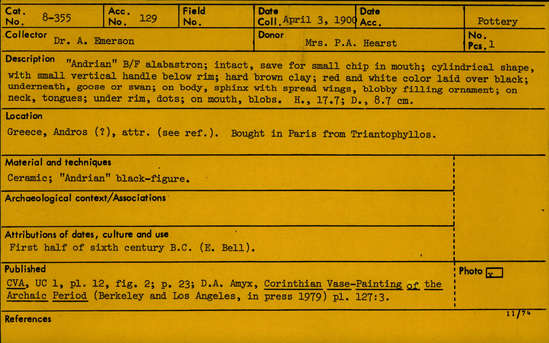 Cat. No. 8-355 Acc. No. 129 Field No. Date Coll. April 3, 1900 Date Acc. Pottery
Collector Dr. A. Emerson Donor Mrs. P.A. Hearst No. Pcs. 1
Description "Andrian" B/F alabastron; intact, save for small chip in mouth; cylindrical shape,
with small vertical handle below rim; hard brown clay; red and white color laid over black;
underneath, goose or swan; on body, sphinx with spread wings, blobby filling ornament; on
neck, tongues; under rim, dots; on mouth, blobs. H., 17.7; D., 8.7 cm.
Location
Greece, Andros (?), attr. (see ref.). Bought in Paris from Triantophyllos.
Material and techniques
Ceramic; "Andrian" black-figure.
Archaeological context/Associations
Attributions of dates, culture and use
First half of sixth century B.C. (E. Bell).
Published Photo
CVA, UC 1, pl. 12, fig. 2; p. 23; D.A. Amyx, Corinthian Vase-Painting of the
Archaic Period (Berkeley and Los Angeles, in press 1979) pl. 127:3.
11/74
References